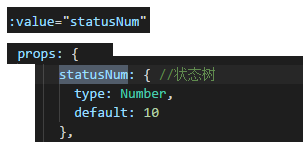 :value="statusNum"
props: {
statusNum: { //状态树
type: Number,
default: 10
},